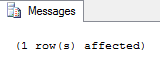 Messages
(1 row(s) affected)